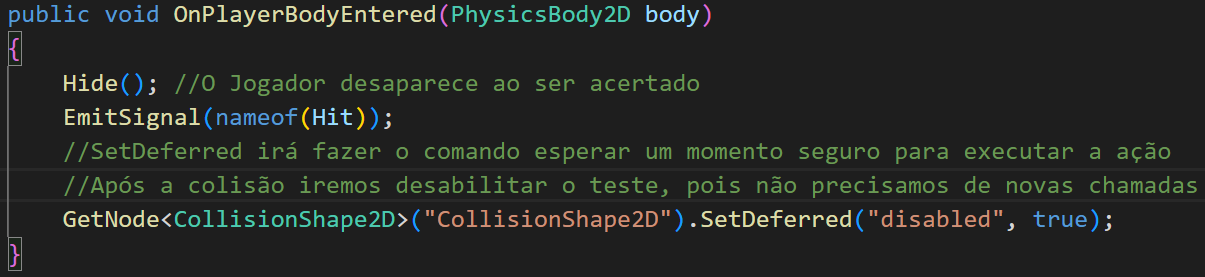 public void OnPlayerBodyEntered(PhysicsBody2D body)
{
    Hide(); //O Jogador desaparece ao ser acertado
    EmitSignal(nameof(Hit));
    //SetDeferred irá fazer o comando esperar um momento seguro para executar a ação
    //Após a colisão iremos desabilitar o teste, pois não precisamos de novas chamadas
    GetNode<CollisionShape2D>("CollisionShape2D").SetDeferred("disabled", true);
}